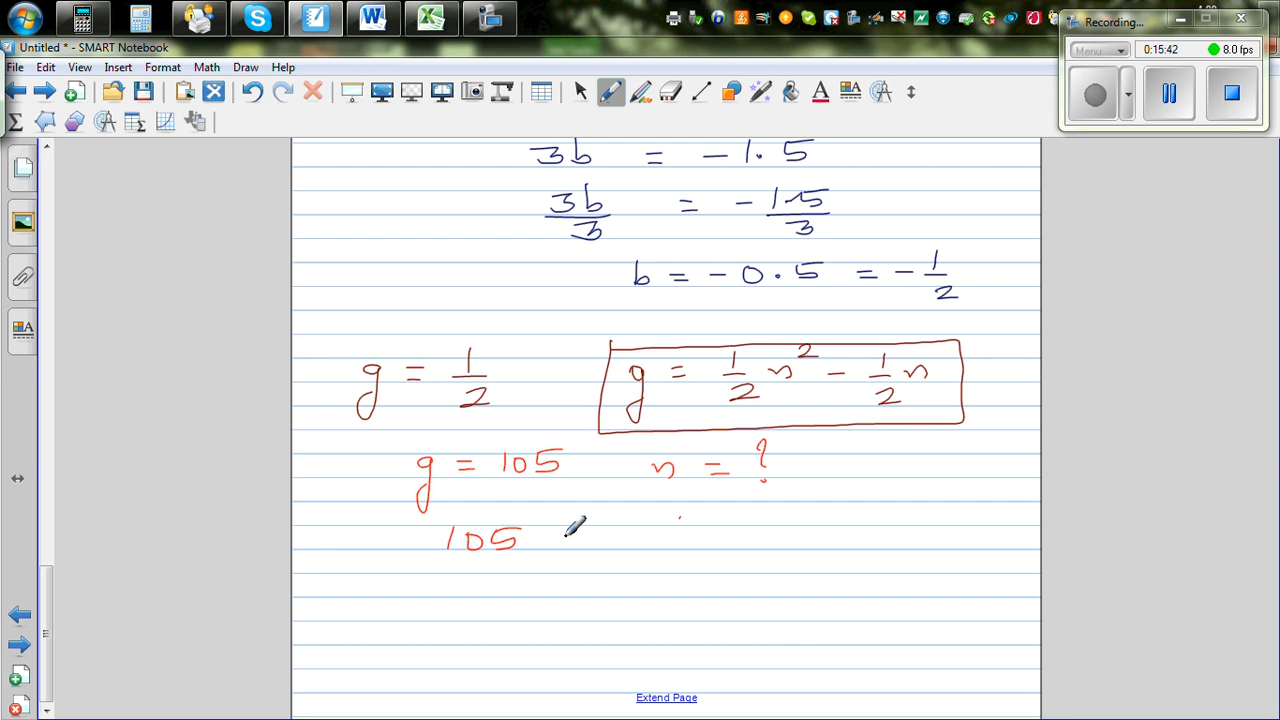 Recording...
Untitled * - SMART Notebook
Menu
0:15:42
8.0 fps
File Edit View Insert Format Math Draw Help
3b = -1.5
3b/3 = -1.5/3
b = -0.5 = -1/2
g = 1/2
g = 1/2 n² - 1/2 n
g = 105 n = ?
105
Extend Page